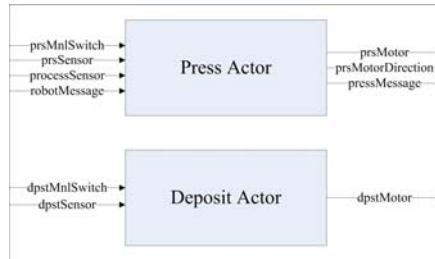 prsMnlSwitch
prsSensor
processSensor
robotMessage
Press Actor
prsMotor
prsMotorDirection
pressMessage
dpstMnlSwitch
dpstSensor
Deposit Actor
dpstMotor